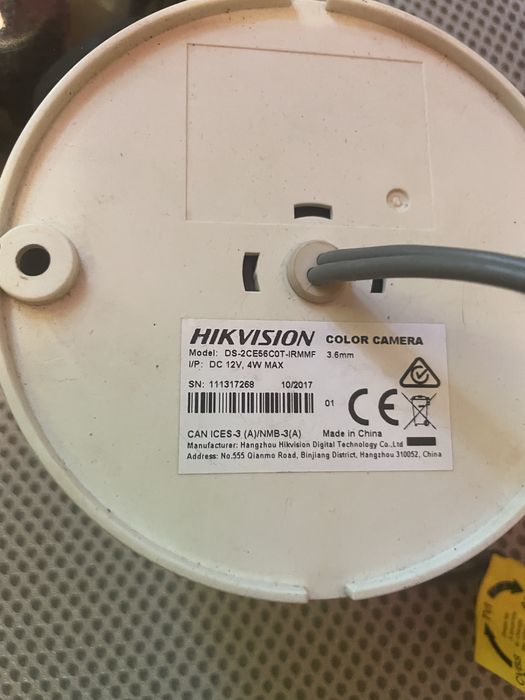 HIKVISION COLOR CAMERA
Model: DS-2CE56C0T-IRMMF 3.6mm
I/P: DC 12V, 4W MAX
SN: 111317268 10/2017
01 CE
CAN ICES-3 (A)/NMB-3(A) Made in China
Manufacturer: Hangzhou Hikvision Digital Technology Co.,Ltd
Address: No.555 Qianmo Road, Binjiang District, Hangzhou 310052, China